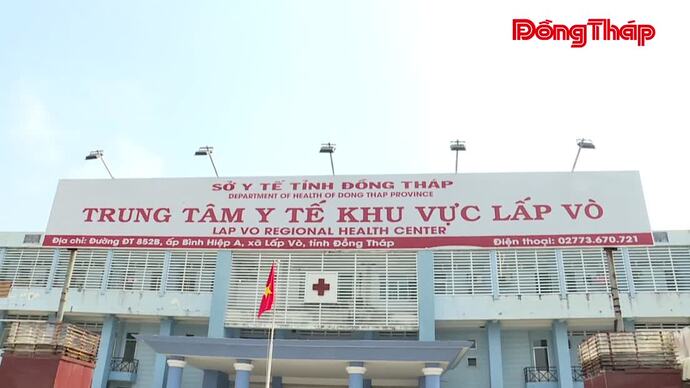 ĐồngTháp
SỞ Y TẾ TỈNH ĐỒNG THÁP
DEPARTMENT OF HEALTH OF DONG THAP PROVINCE
TRUNG TÂM Y TẾ KHU VỰC LẤP VÒ
LAP VO REGIONAL HEALTH CENTER
Địa chỉ: Đường ĐT 852B, ấp Bình Hiệp A, xã Lấp Vò, tỉnh Đồng Tháp Điện thoại: 02773.670.721